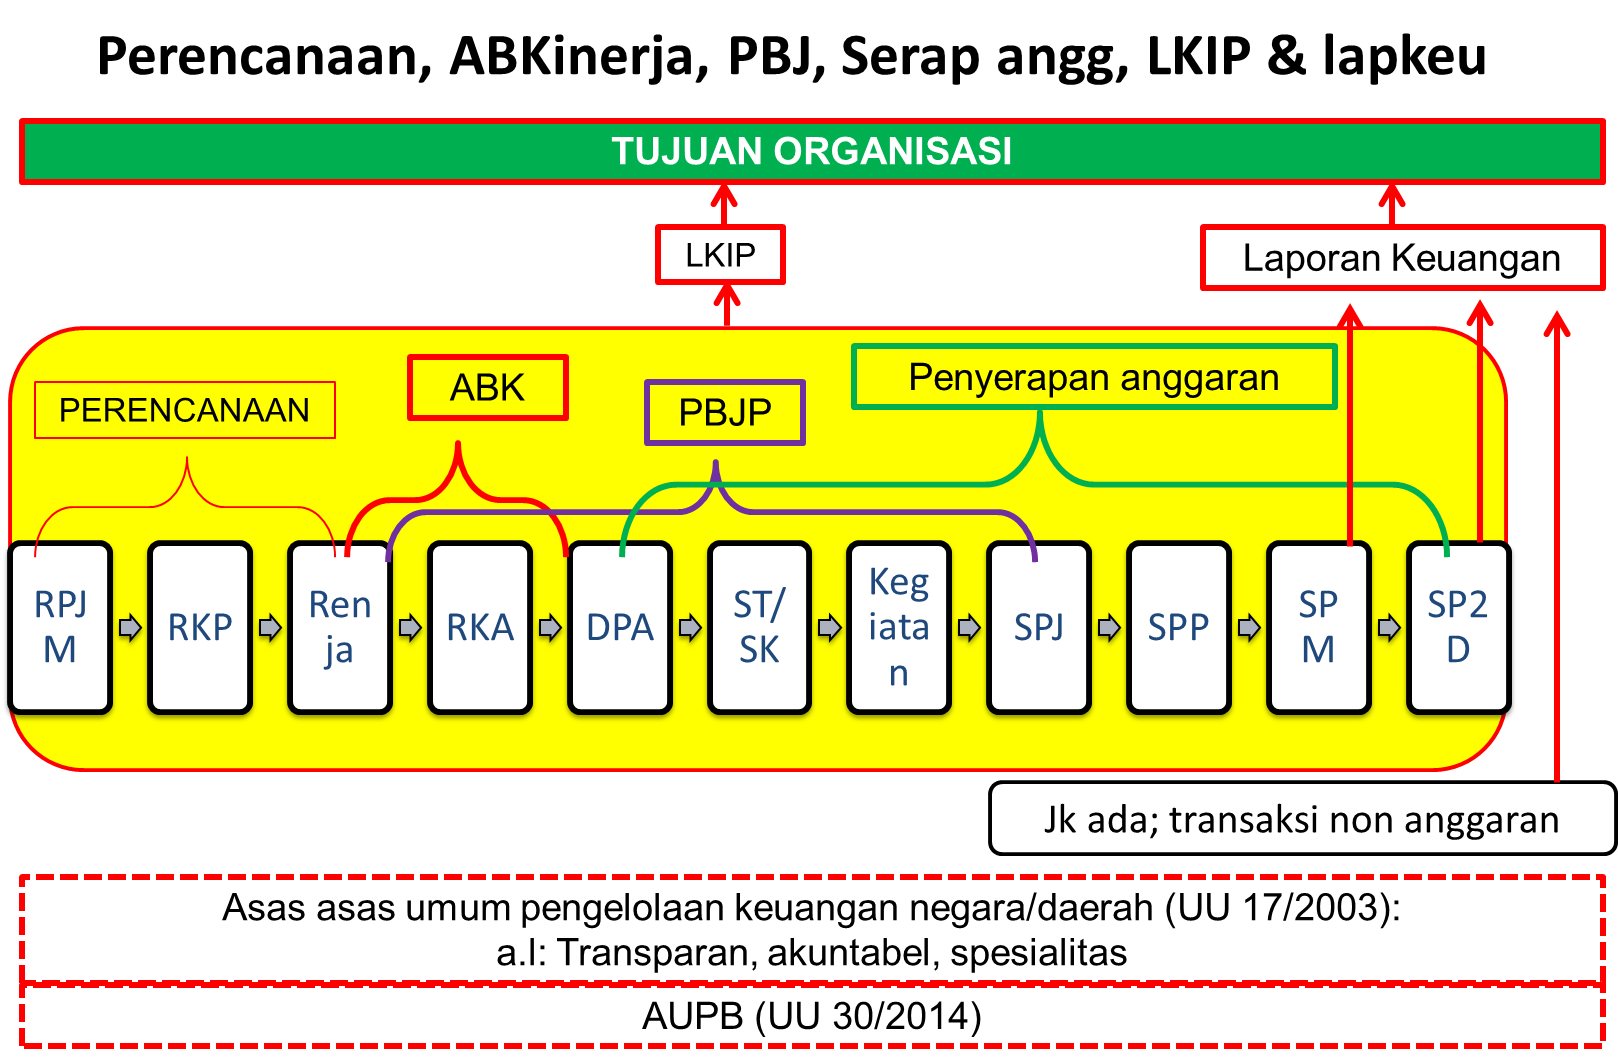 Perencanaan, ABKinerja, PBJ, Serap angg, LKIP & lapkeu
TUJUAN ORGANISASI
LKIP
Laporan Keuangan
PERENCANAAN
ABK
PBJP
Penyerapan anggaran
RPJ
M
RKP
Ren
ja
RKA
DPA
ST/
SK
Keg
iata
n
SPJ
SPP
SP
M
SP2
D
Jk ada; transaksi non anggaran
Asas asas umum pengelolaan keuangan negara/daerah (UU 17/2003):
a.l: Transparan, akuntabel, spesialitas
AUPB (UU 30/2014)